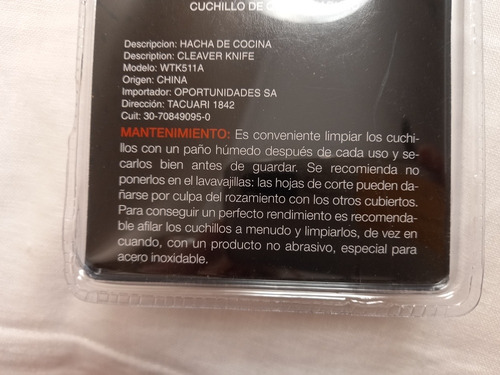 CUCHILLO DE
Descripcion: HACHA DE COCINA
Description: CLEAVER KNIFE
Modelo: WTK511A
Origen: CHINA
Importador: OPORTUNIDADES SA
Dirección: TACUARI 1842
Cuit: 30-70849095-0
MANTENIMIENTO: Es conveniente limpiar los cuchi-
llos con un paño húmedo después de cada uso y se-
carlos bien antes de guardar. Se recomienda no
ponerlos en el lavavajillas: las hojas de corte pueden da-
ñarse por culpa del rozamiento con los otros cubiertos.
Para conseguir un perfecto rendimiento es recomenda-
ble afilar los cuchillos a menudo y limpiarlos, de vez en
cuando, con un producto no abrasivo, especial para
acero inoxidable.